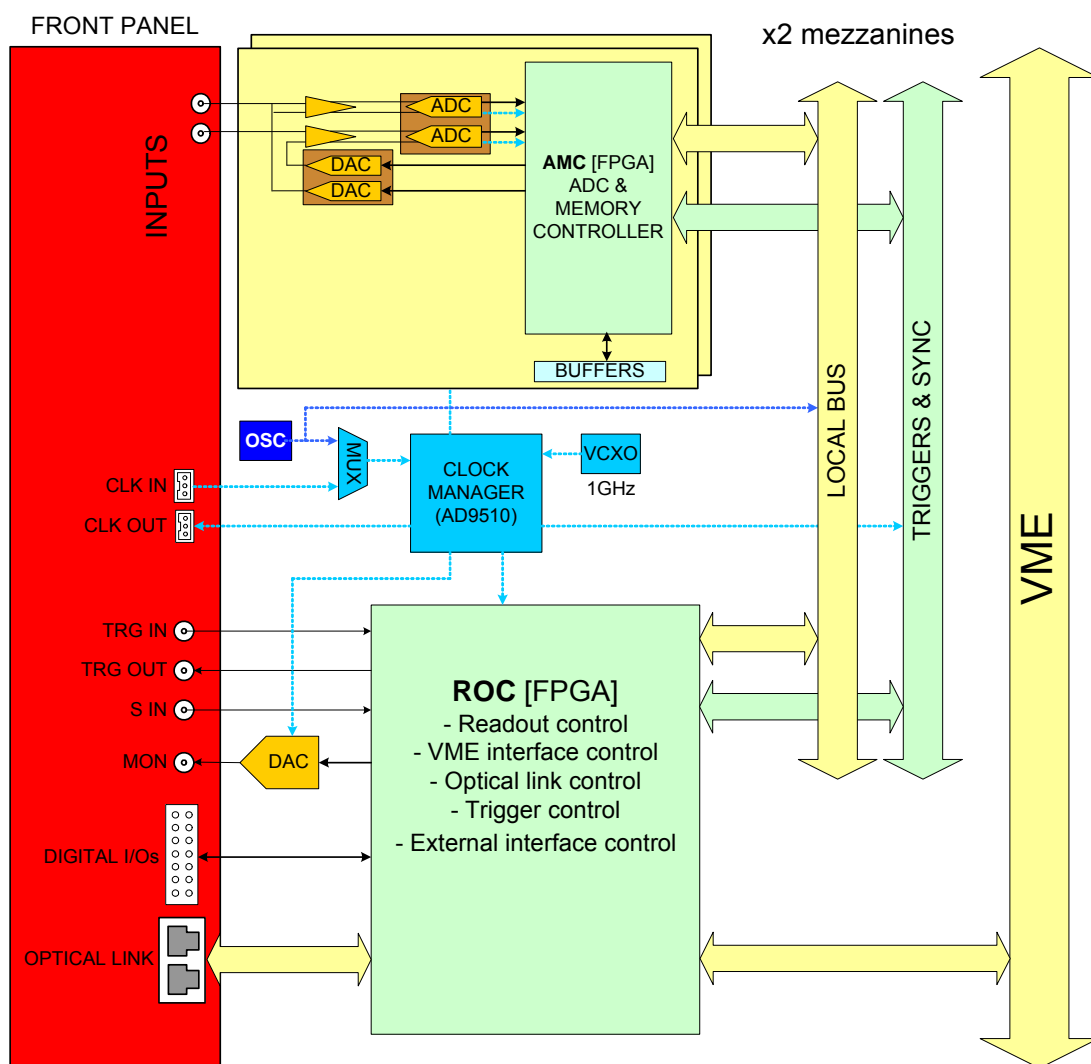 FRONT PANEL
x2 mezzanines
INPUTS
ADC
ADC
DAC
DAC
AMC [FPGA]
ADC &
MEMORY
CONTROLLER
BUFFERS
OSC
MUX
CLOCK
MANAGER
(AD9510)
VCXO
1GHz
CLK IN
CLK OUT
LOCAL BUS
TRIGGERS & SYNC
VME
TRG IN
TRG OUT
S IN
MON
DAC
DIGITAL I/Os
OPTICAL LINK
ROC [FPGA]
- Readout control
- VME interface control
- Optical link control
- Trigger control
- External interface control